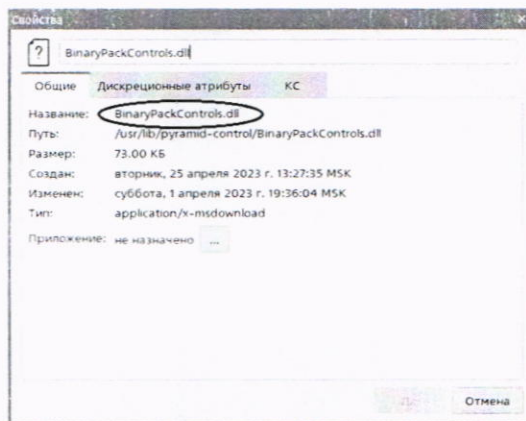 Свойства
BinaryPackControls.dll
Общие Дискреционные атрибуты КС
Название: BinaryPackControls.dll
Путь: /usr/lib/pyramid-control/BinaryPackControls.dll
Размер: 73.00 КБ
Создан: вторник, 25 апреля 2023 г. 13:27:35 MSK
Изменен: суббота, 1 апреля 2023 г. 19:36:04 MSK
Тип: application/x-msdownload
Приложение: не назначено ...
Отмена